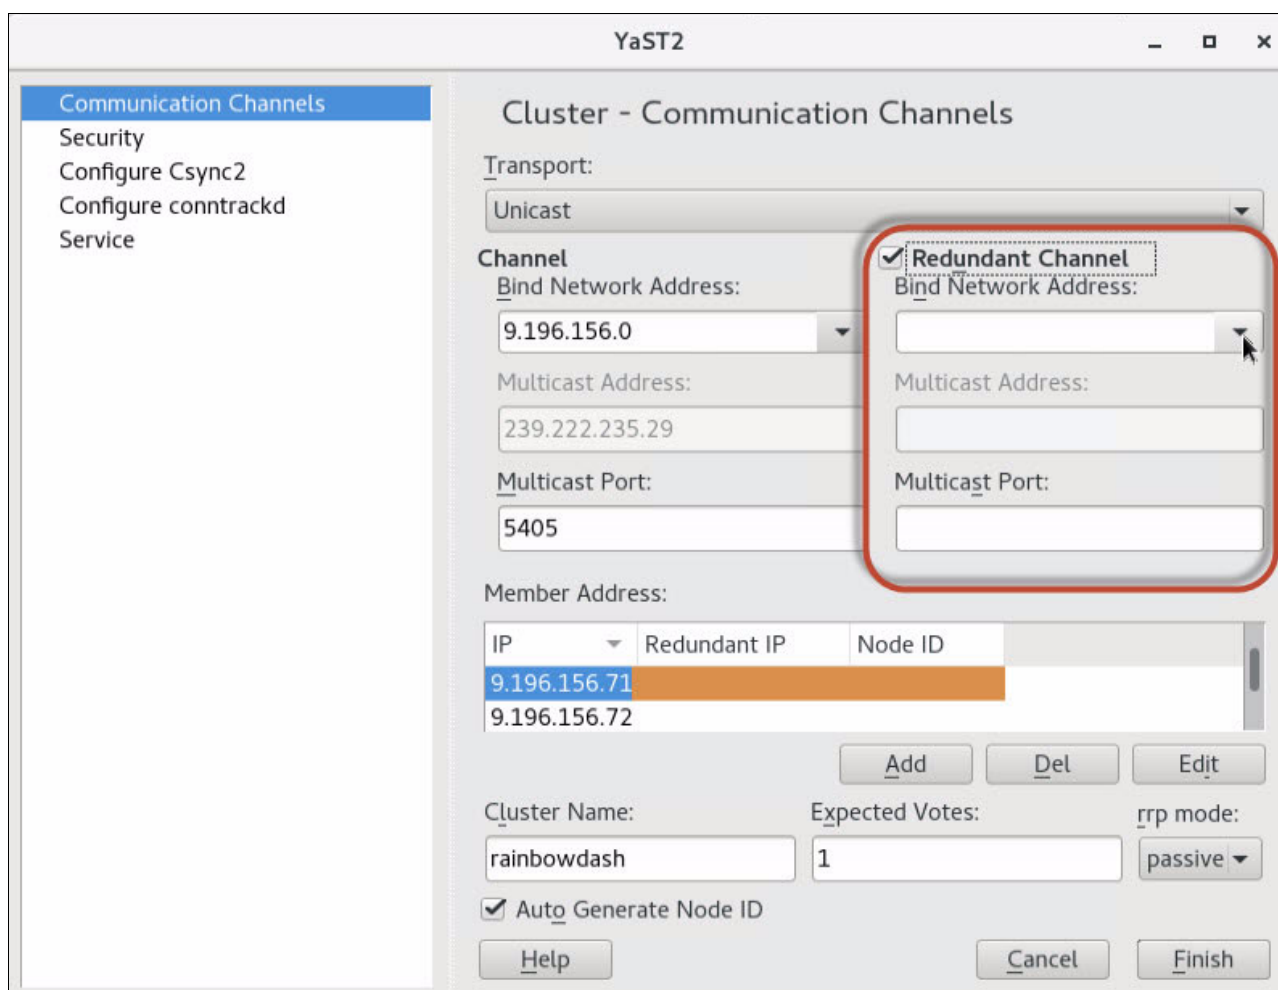 YaST2
Communication Channels
Security
Configure Csync2
Configure conntrackd
Service
Cluster - Communication Channels
Transport:
Unicast
Channel
Bind Network Address:
9.196.156.0
Multicast Address:
239.222.235.29
Multicast Port:
5405
Redundant Channel
Bind Network Address:
Multicast Address:
Multicast Port:
Member Address:
IP Redundant IP Node ID
9.196.156.71
9.196.156.72
Add Del Edit
Cluster Name: Expected Votes: rrp mode:
rainbowdash 1 passive
Auto Generate Node ID
Help Cancel Finish